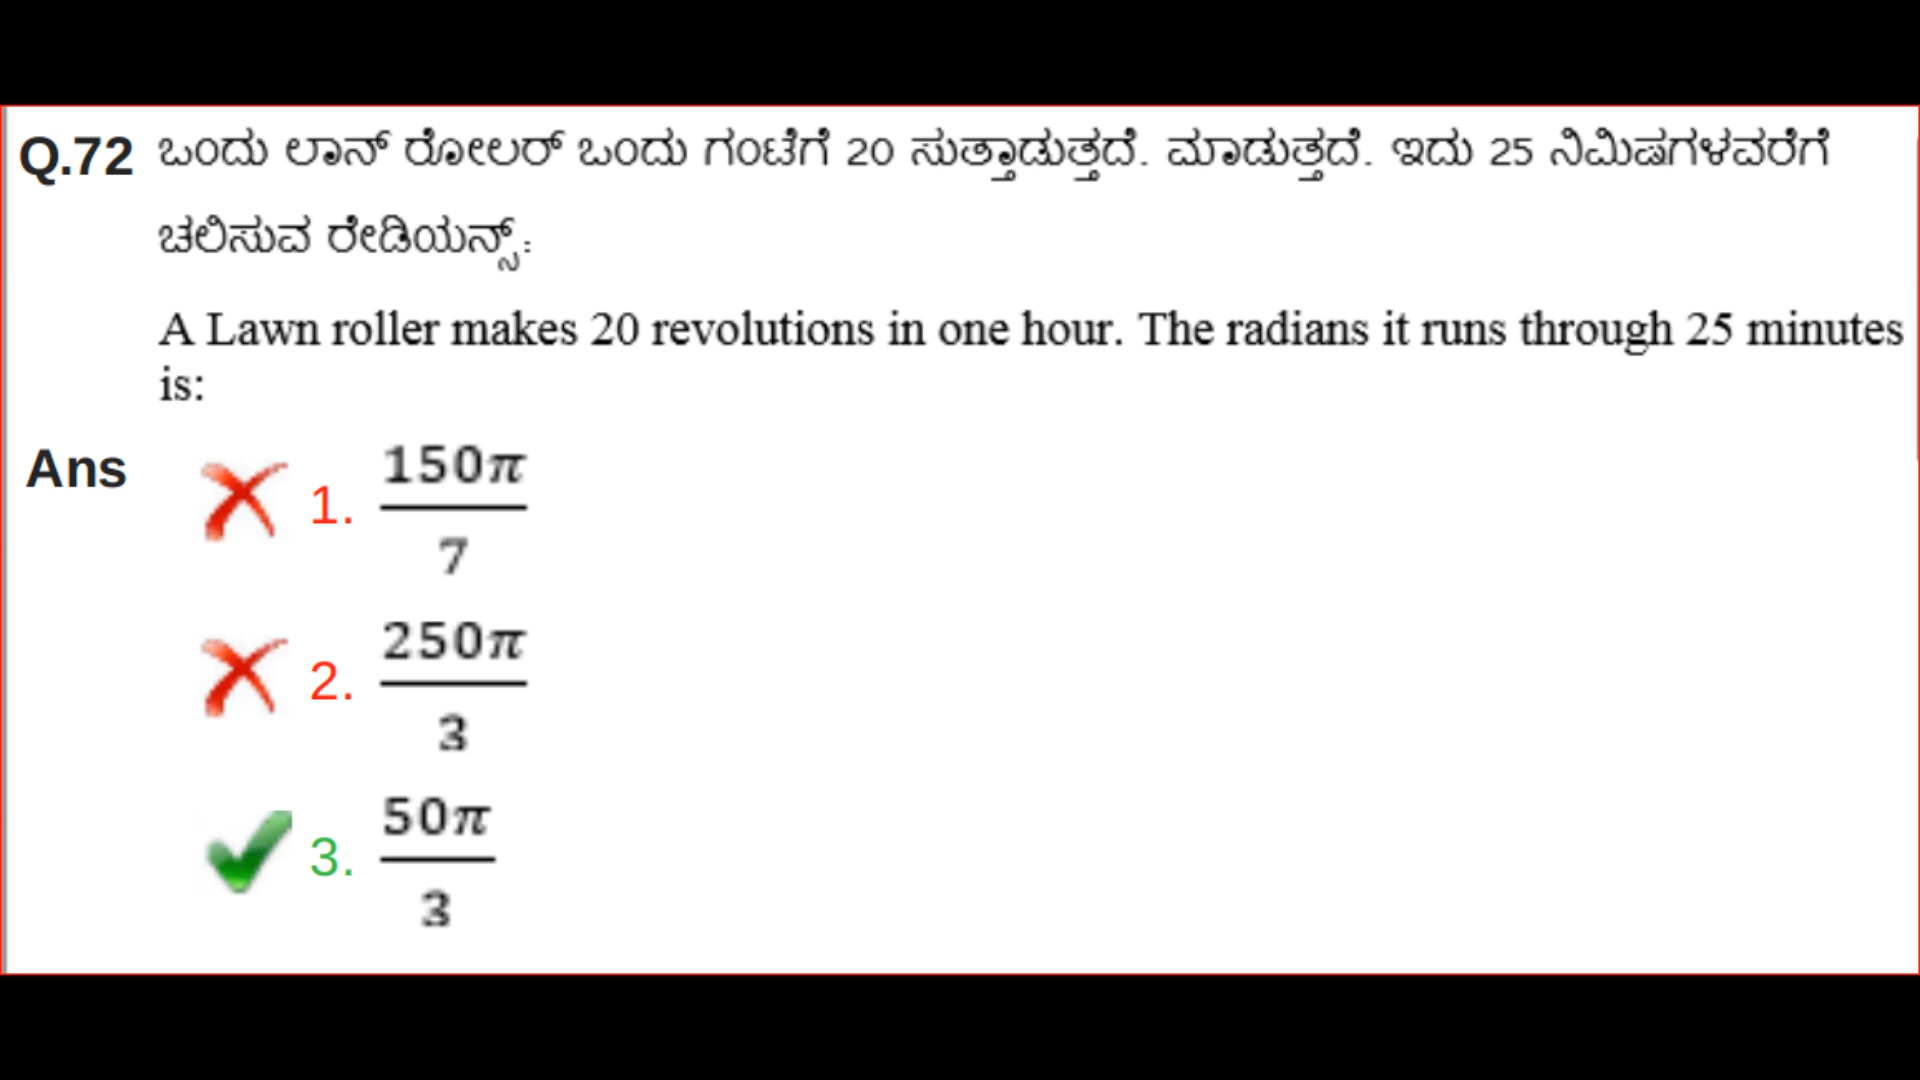 Q.72 ಒಂದು ಲಾನ್ ರೋಲರ್ ಒಂದು ಗಂಟೆಗೆ 20 ಸುತ್ತಾಡುತ್ತದೆ. ಮಾಡುತ್ತದೆ. ಇದು 25 ನಿಮಿಷಗಳವರೆಗೆ
ಚಲಿಸುವ ರೇಡಿಯನ್ಸ್:
A Lawn roller makes 20 revolutions in one hour. The radians it runs through 25 minutes
is:
Ans 1. 150π/7
2. 250π/3
3. 50π/3